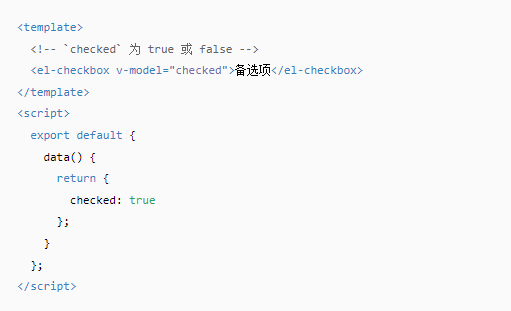 <template>
  <!-- `checked` 为 true 或 false -->
  <el-checkbox v-model="checked">备选项</el-checkbox>
</template>
<script>
  export default {
    data() {
      return {
        checked: true
      };
    }
  };
</script>